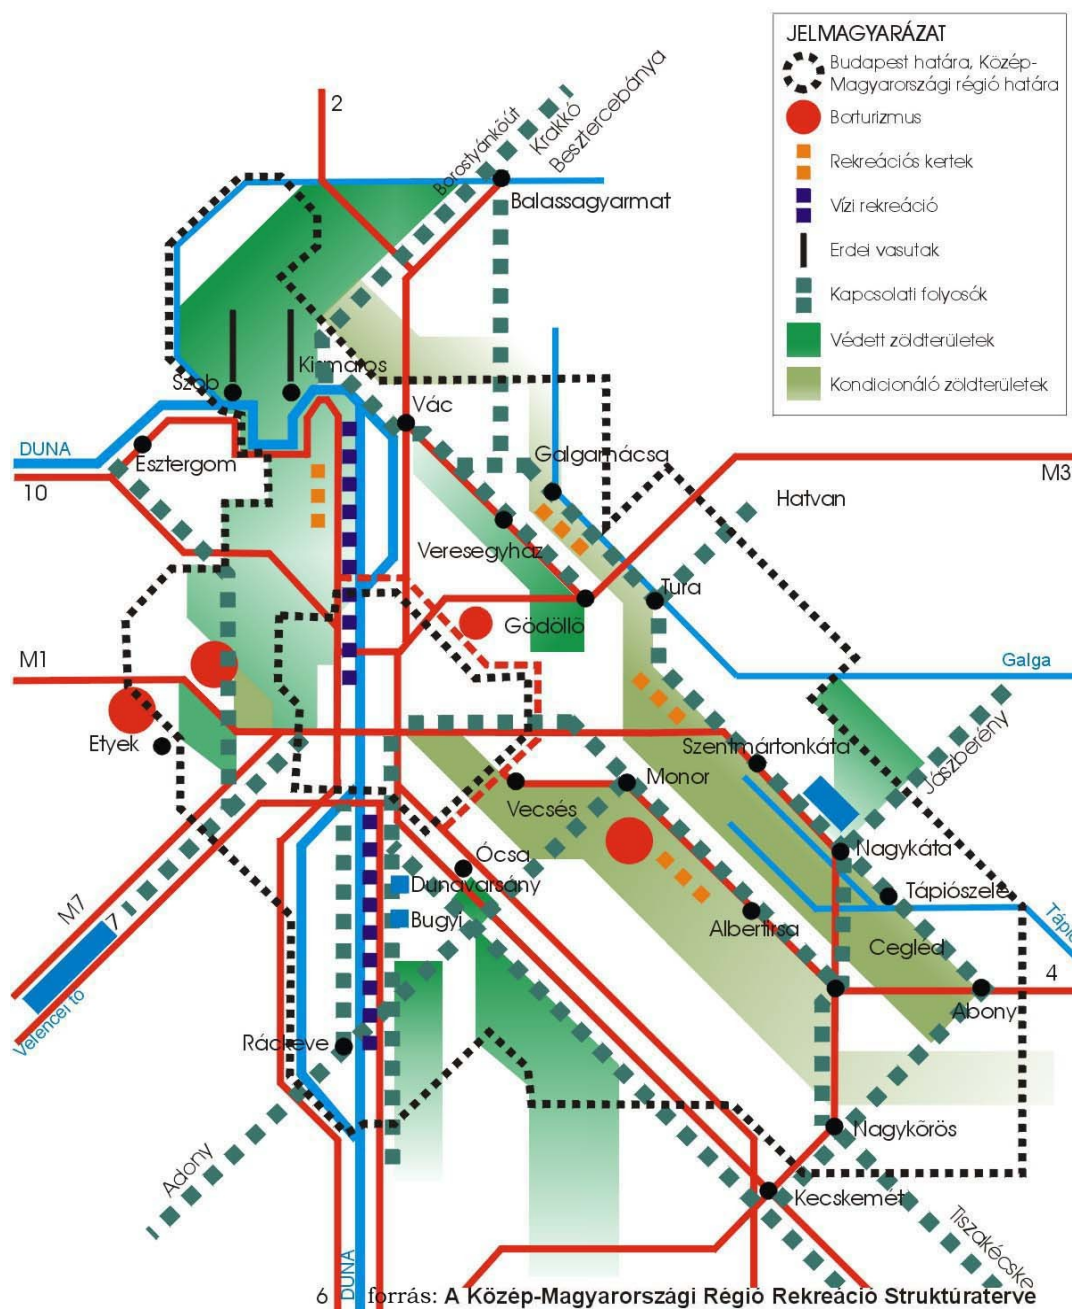 JELMAGYARÁZAT
Budapest határa, Közép-
Magyarországi régió határa
Borturizmus
Rekreációs kertek
Vízi rekreáció
Erdei vasutak
Kapcsolati folyosók
Védett zöldterületek
Kondicionáló zöldterületek
2
Borostyánkőút
Krakkó
Besztercebánya
Balassagyarmat
Kismaros
Szob
Vác
DUNA
Esztergom
10
Galgamácsa
M3
Hatvan
Veresegyház
Tura
Gödöllő
M1
Galga
Etyek
Szentmártonkáta
Jászberény
Monor
Vecsés
Nagykáta
Ócsa
Dunavarsány
Tápiószele
M7
7
Bugyi
Albertirsa
Cegléd
Tápió
4
Velencei tó
Abony
Ráckeve
Nagykőrös
Adony
Kecskemét
Tiszakécske
DUNA
6
forrás: A Közép-Magyarországi Régió Rekreáció Struktúraterve